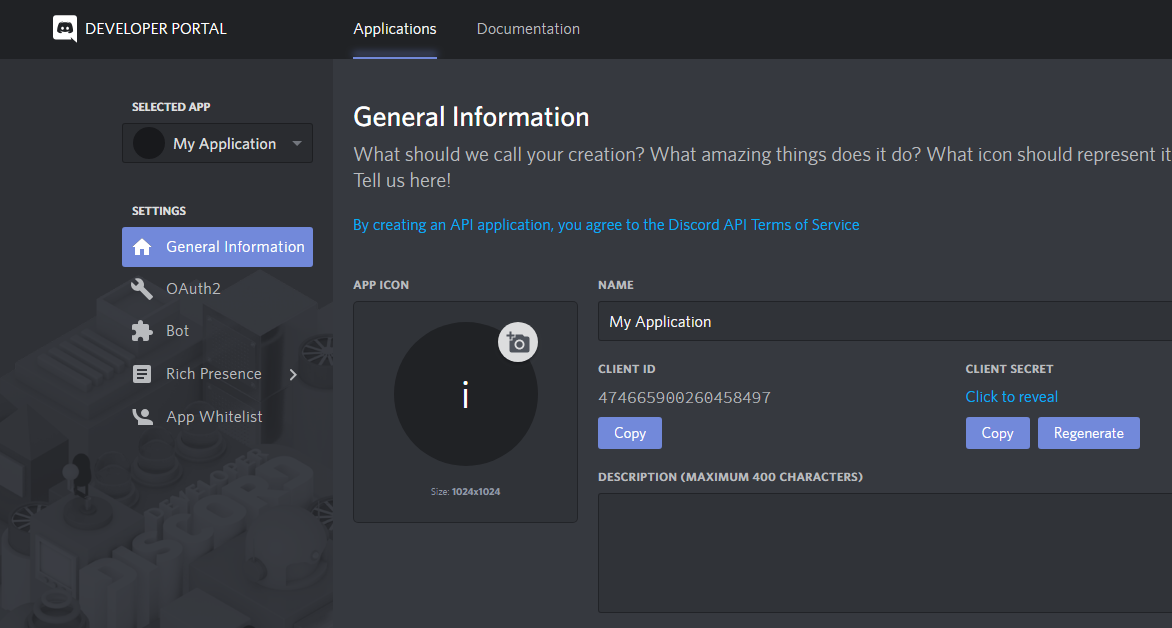 DEVELOPER PORTAL
Applications
Documentation
SELECTED APP
My Application
SETTINGS
General Information
OAuth2
Bot
Rich Presence
App Whitelist
General Information
What should we call your creation? What amazing things does it do? What icon should represent it
Tell us here!
By creating an API application, you agree to the Discord API Terms of Service
APP ICON
i
Size: 1024x1024
NAME
My Application
CLIENT ID
474665900260458497
Copy
CLIENT SECRET
Click to reveal
Copy
Regenerate
DESCRIPTION (MAXIMUM 400 CHARACTERS)
DEVELOPER
DISCORD